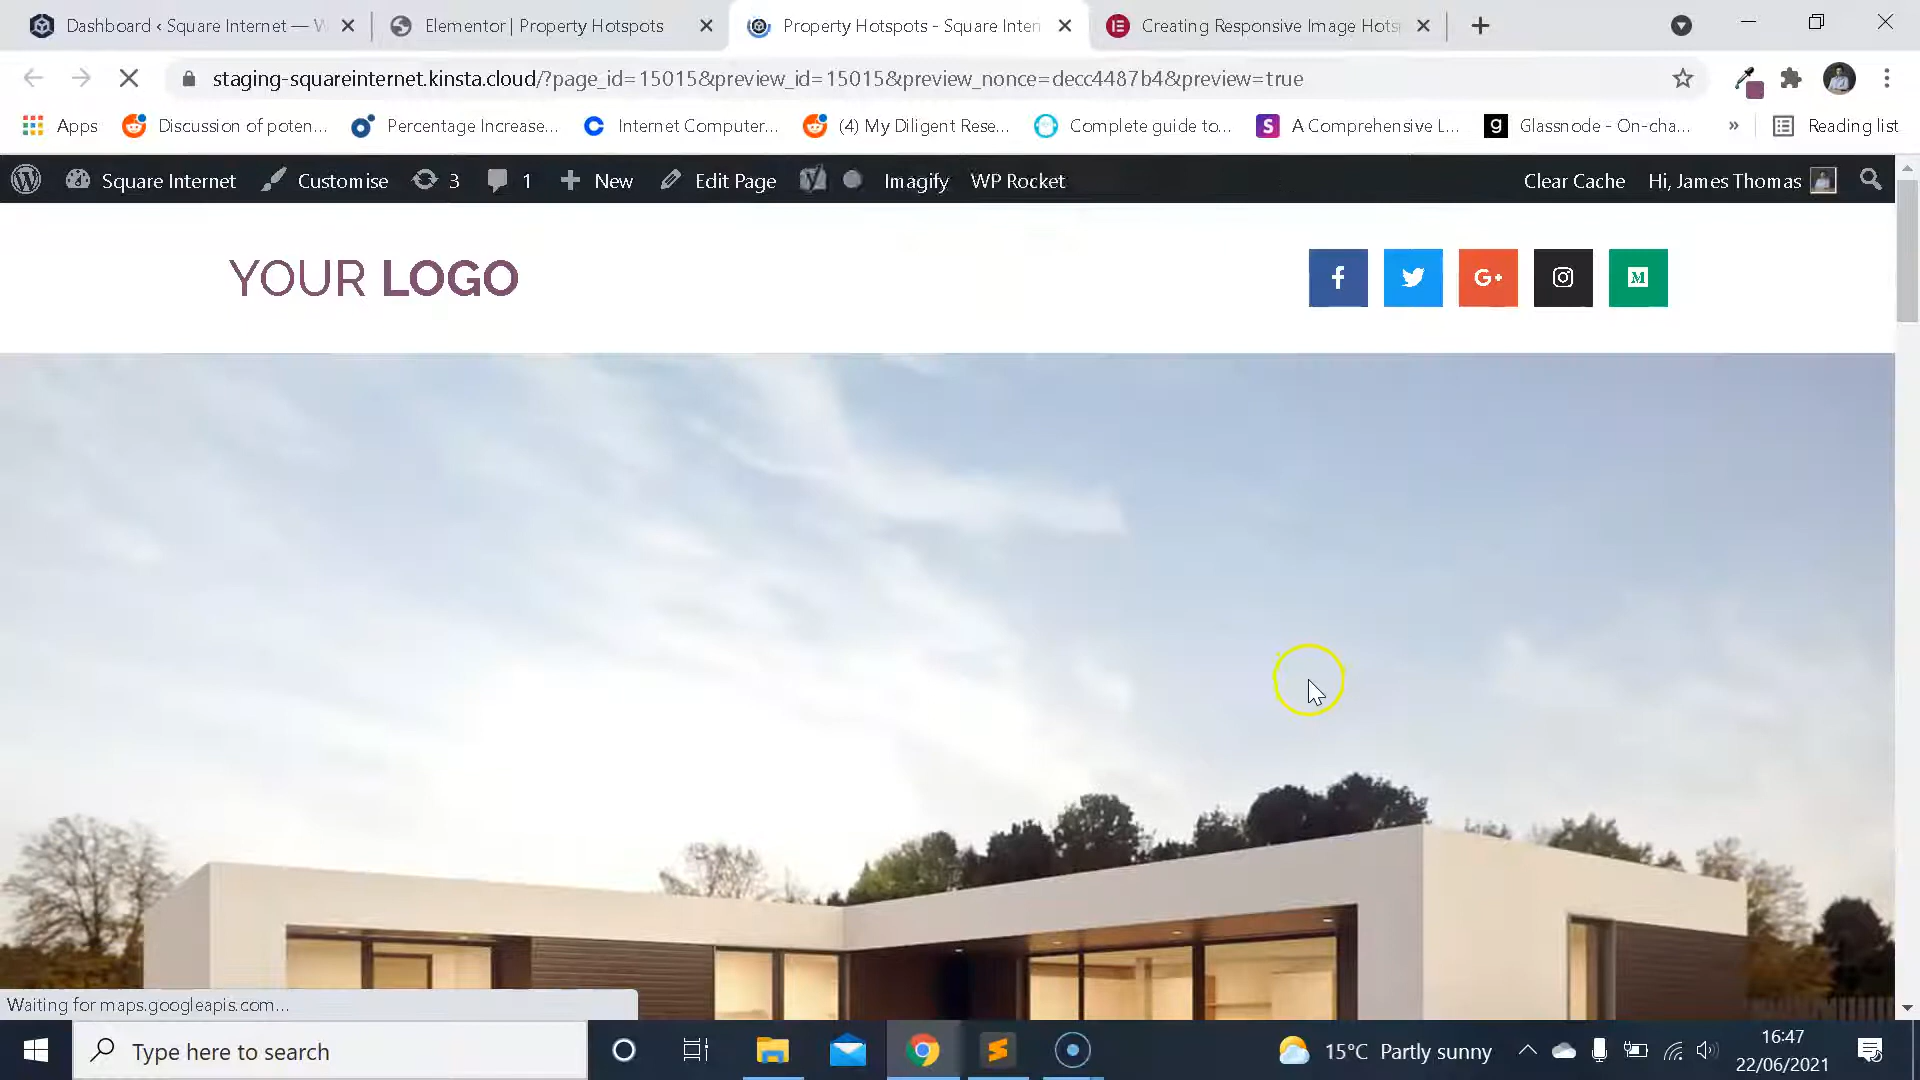 Dashboard ‹ Square Internet — W
Elementor | Property Hotspots
Property Hotspots - Square Inter
Creating Responsive Image Hots
staging-squareinternet.kinsta.cloud/?page_id=15015&preview_id=15015&preview_nonce=decc4487b4&preview=true
Apps
Discussion of poten...
Percentage Increase...
Internet Computer...
(4) My Diligent Rese...
Complete guide to...
A Comprehensive L...
Glassnode - On-cha...
»
Reading list
Square Internet
Customise
3
1
New
Edit Page
Imagify
WP Rocket
Clear Cache
Hi, James Thomas
YOUR LOGO
Waiting for maps.googleapis.com...
Type here to search
15°C Partly sunny
16:47
22/06/2021